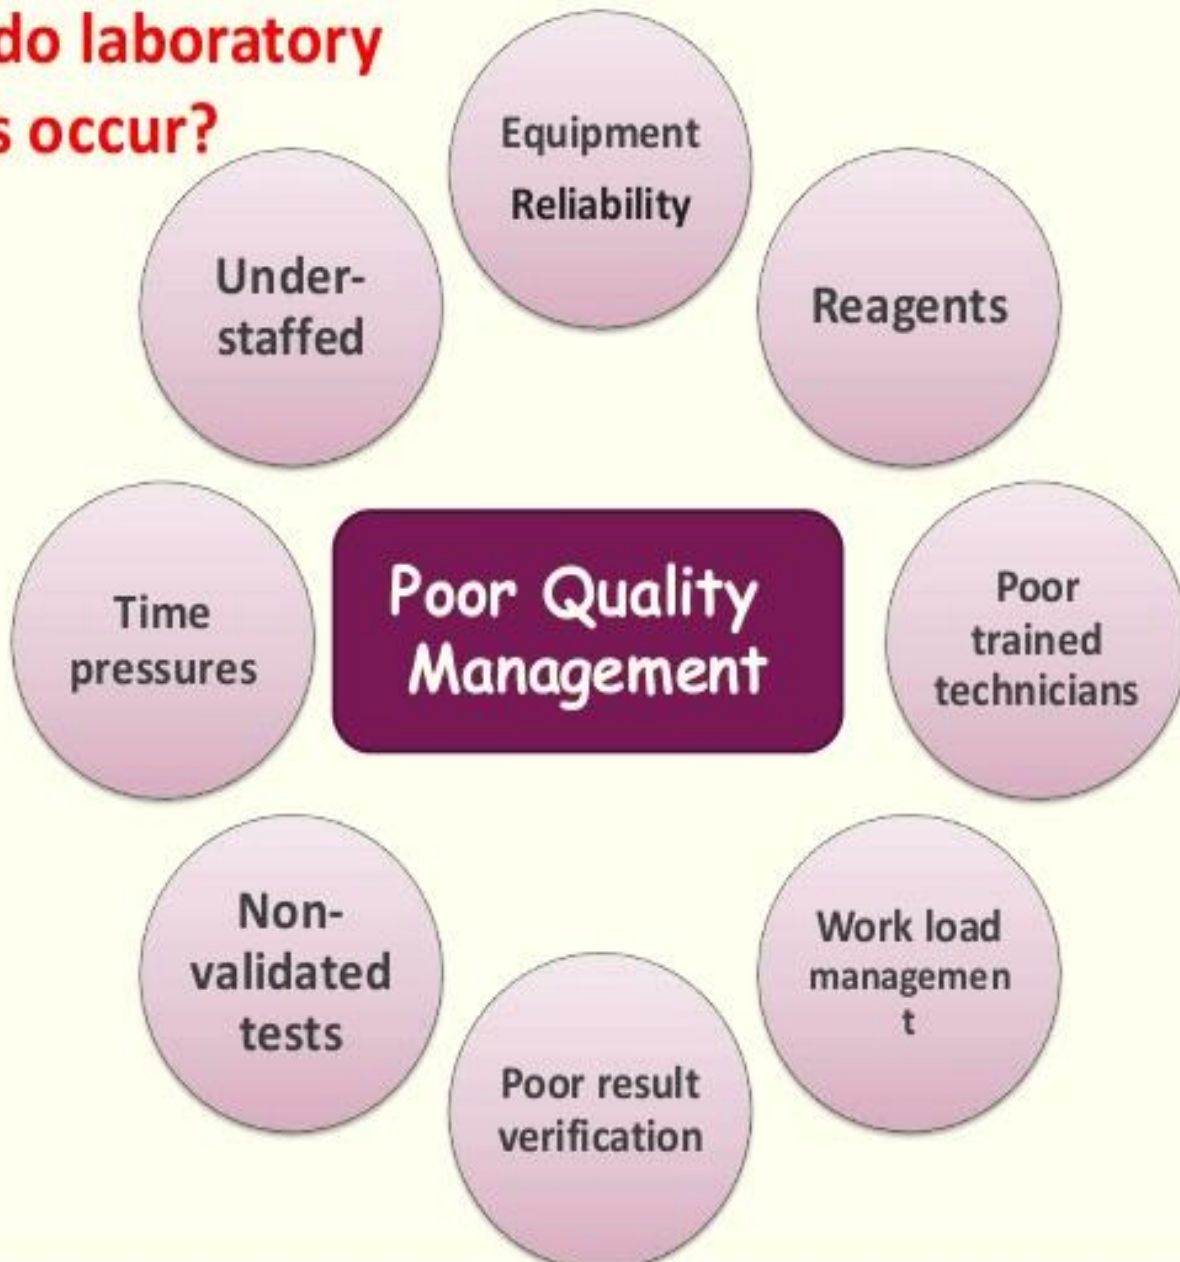 do laboratory
s occur?
Equipment
Reliability
Reagents
Poor
trained
technicians
Work load
managemen
t
Poor result
verification
Non-
validated
tests
Time
pressures
Under-
staffed
Poor Quality
Management